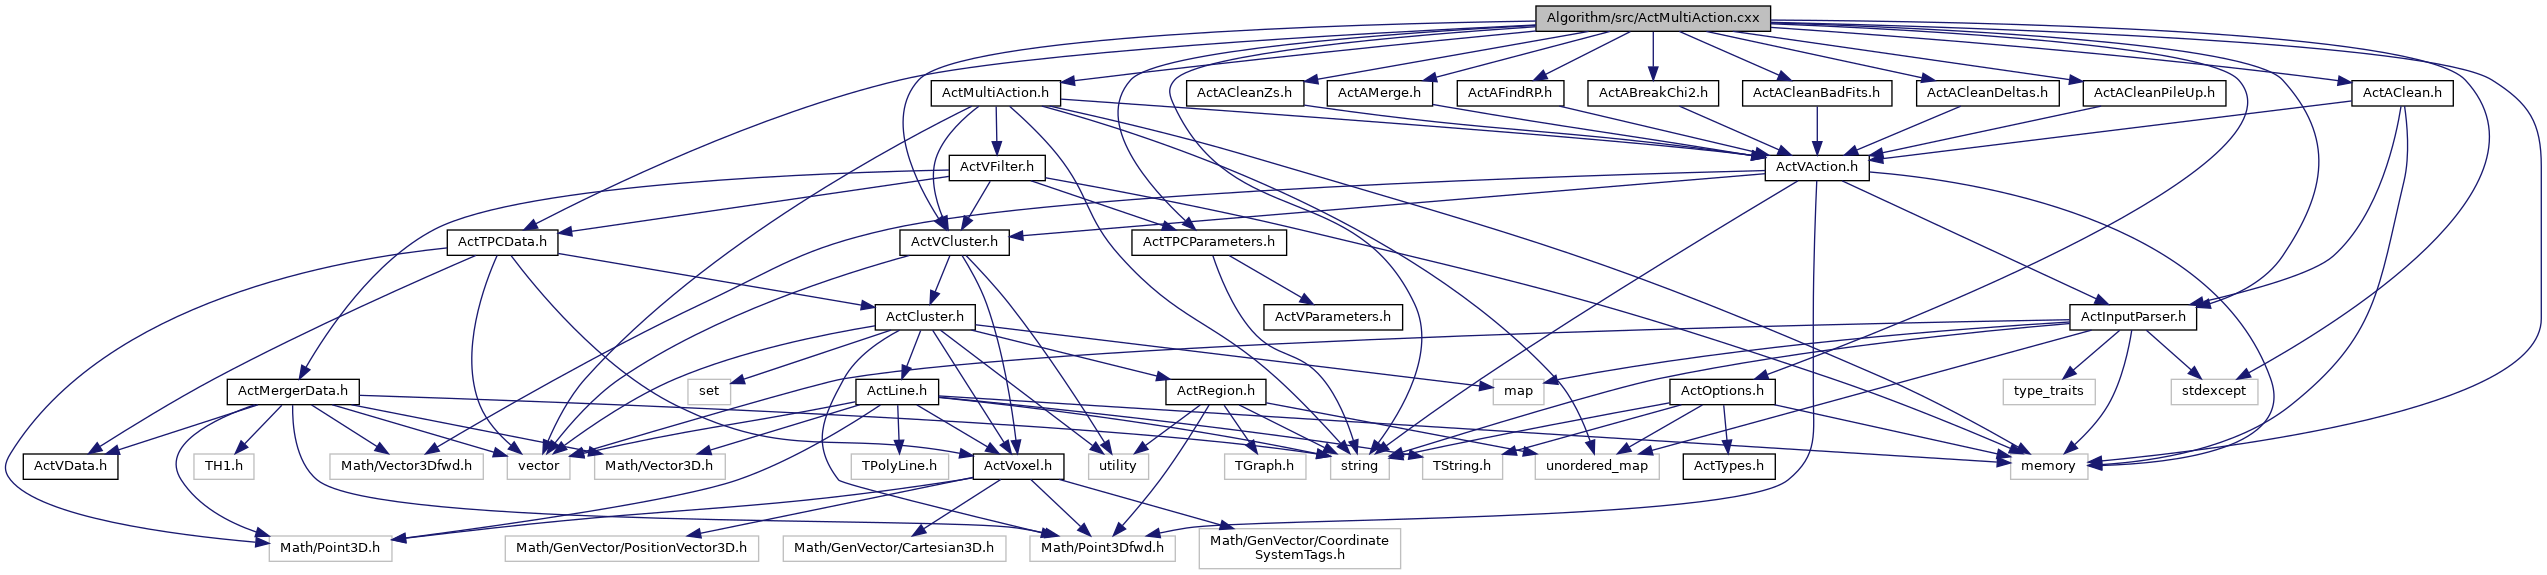 Algorithm/src/ActMultiAction.cxx
ActMultiAction.h
ActACleanZs.h
ActAMerge.h
ActAFindRP.h
ActABreakChi2.h
ActACleanBadFits.h
ActACleanDeltas.h
ActACleanPileUp.h
ActAClean.h
ActVFilter.h
ActVAction.h
ActTPCData.h
ActVCluster.h
ActTPCParameters.h
ActCluster.h
ActVParameters.h
ActInputParser.h
ActMergerData.h
set
ActLine.h
ActRegion.h
map
ActOptions.h
type_traits
stdexcept
ActVData.h
TH1.h
Math/Vector3Dfwd.h
vector
Math/Vector3D.h
TPolyLine.h
ActVoxel.h
utility
TGraph.h
string
TString.h
unordered_map
ActTypes.h
memory
Math/Point3D.h
Math/GenVector/PositionVector3D.h
Math/GenVector/Cartesian3D.h
Math/Point3Dfwd.h
Math/GenVector/Coordinate
SystemTags.h